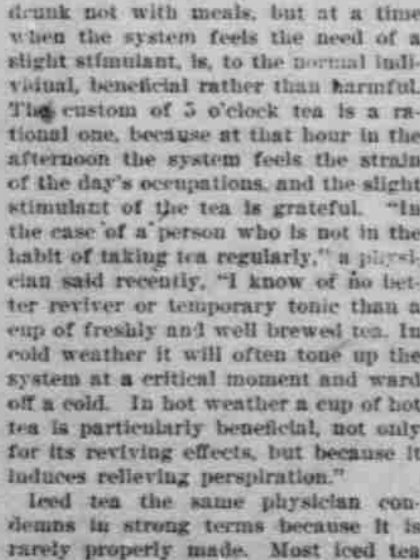 drunk not with meals, but at a time
when the system feels the need of a
slight stimulant, is, to the normal indi-
vidual, beneficial rather than harmful.
The custom of 5 o'clock tea is a ra-
tional one, because at that hour in the
afternoon the system feels the strain
of the day's occupations, and the slight
stimulant of the tea is grateful. "In
the case of a person who is not in the
habit of taking tea regularly," a physi-
cian said recently, "I know of no bet-
ter reviver or temporary tonic than a
cup of freshly and well brewed tea. In
cold weather it will often tone up the
system at a critical moment and ward
off a cold. In hot weather a cup of hot
tea is particularly beneficial, not only
for its reviving effects, but because it
induces relieving perspiration."
Iced tea the same physician con-
demns in strong terms because it is
rarely properly made. Most iced tea